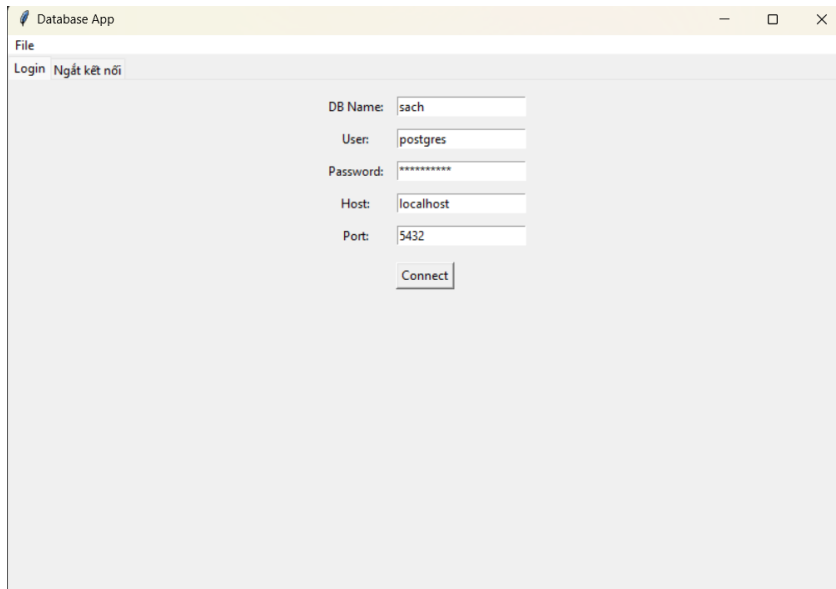 Database App
File
Login Ngắt kết nối
DB Name: sach
User: postgres
Password: **********
Host: localhost
Port: 5432
Connect